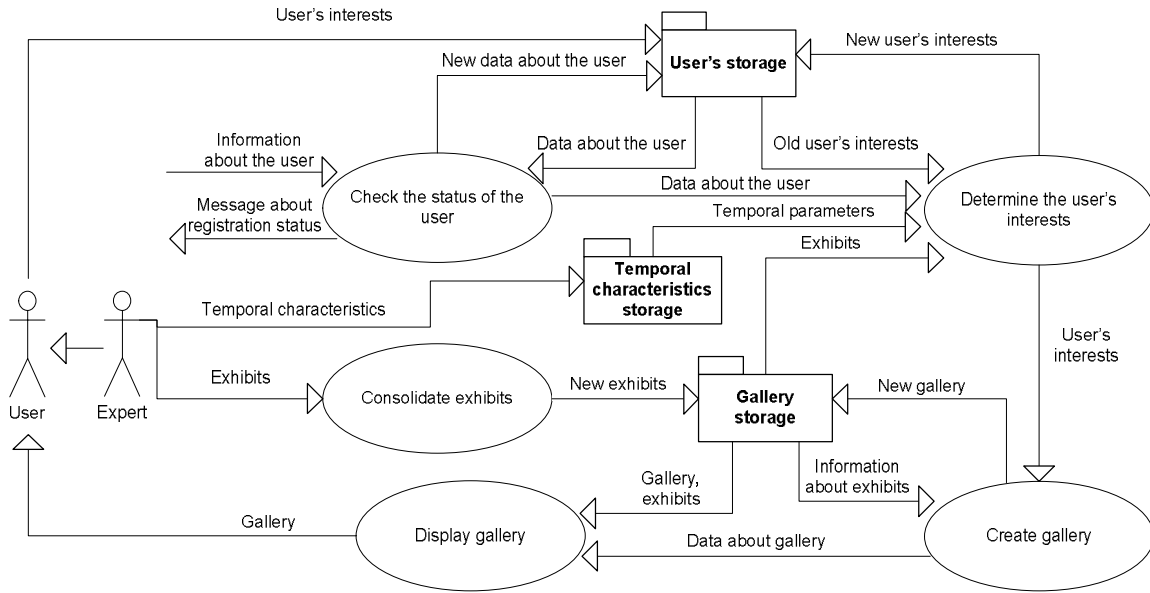 User's interests
New user's interests
User's storage
New data about the user
Information
about the user
Data about the user
Old user's interests
Check the status of the
user
Data about the user
Determine the user's
interests
Message about
registration status
Temporal parameters
Exhibits
Temporal
characteristics
storage
Temporal characteristics
User's
interests
Exhibits
Consolidate exhibits
New exhibits
Gallery
storage
New gallery
User
Expert
Gallery,
exhibits
Information
about exhibits
Gallery
Display gallery
Data about gallery
Create gallery